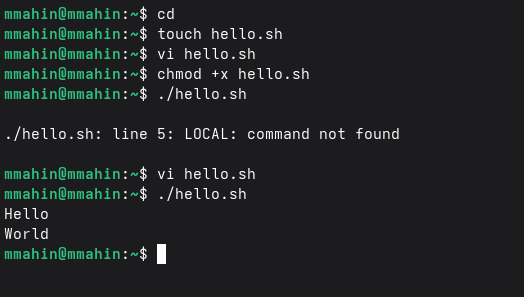 mmahin@mmahin:~$ cd
mmahin@mmahin:~$ touch hello.sh
mmahin@mmahin:~$ vi hello.sh
mmahin@mmahin:~$ chmod +x hello.sh
mmahin@mmahin:~$ ./hello.sh
./hello.sh: line 5: LOCAL: command not found
mmahin@mmahin:~$ vi hello.sh
mmahin@mmahin:~$ ./hello.sh
Hello
World
mmahin@mmahin:~$